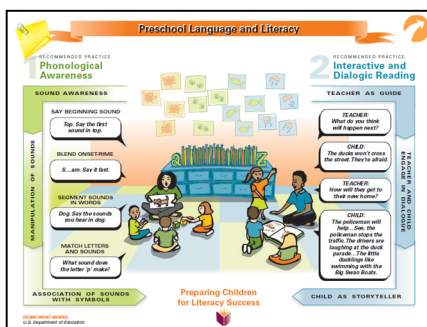 Preschool Language and Literacy
1
RECOMMENDED PRACTICE
Phonological
Awareness
SOUND AWARENESS
MANIPULATION OF SOUNDS
SAY BEGINNING SOUND
Top. Say the first
sound in top.
BLEND ONSET-RIME
S...am. Say it fast.
SEGMENT SOUNDS
IN WORDS
Dog. Say the sounds
you hear in dog.
MATCH LETTERS
AND SOUNDS
What sound does
the letter 'p' make?
ASSOCIATION OF SOUNDS
WITH SYMBOLS
2
RECOMMENDED PRACTICE
Interactive and
Dialogic Reading
TEACHER AS GUIDE
TEACHER AND CHILD
ENGAGE IN DIALOGUE
TEACHER:
What do you think
will happen next?
CHILD:
The ducks won't cross
the street. They're afraid.
TEACHER:
How will they get to
their new home?
CHILD:
The policeman will
help...See, the
policeman stops the
traffic. The drivers are
laughing at the duck
parade...The little
ducklings like
swimming with the
Big Swan Boats.
CHILD AS STORYTELLER
a
z
Preparing Children
for Literacy Success
DOING WHAT WORKS
U.S. Department of Education